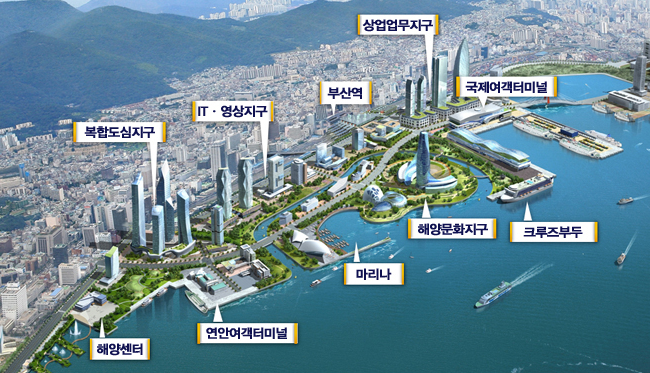 상업업무지구
국제여객터미널
부산역
IT · 영상지구
복합도심지구
해양문화지구
크루즈부두
마리나
연안여객터미널
해양센터